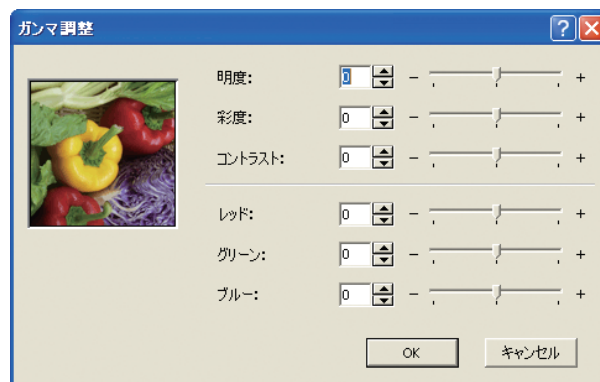 ガンマ調整
明度: 0 - +
彩度: 0 - +
コントラスト: 0 - +
レッド: 0 - +
グリーン: 0 - +
ブルー: 0 - +
OK キャンセル